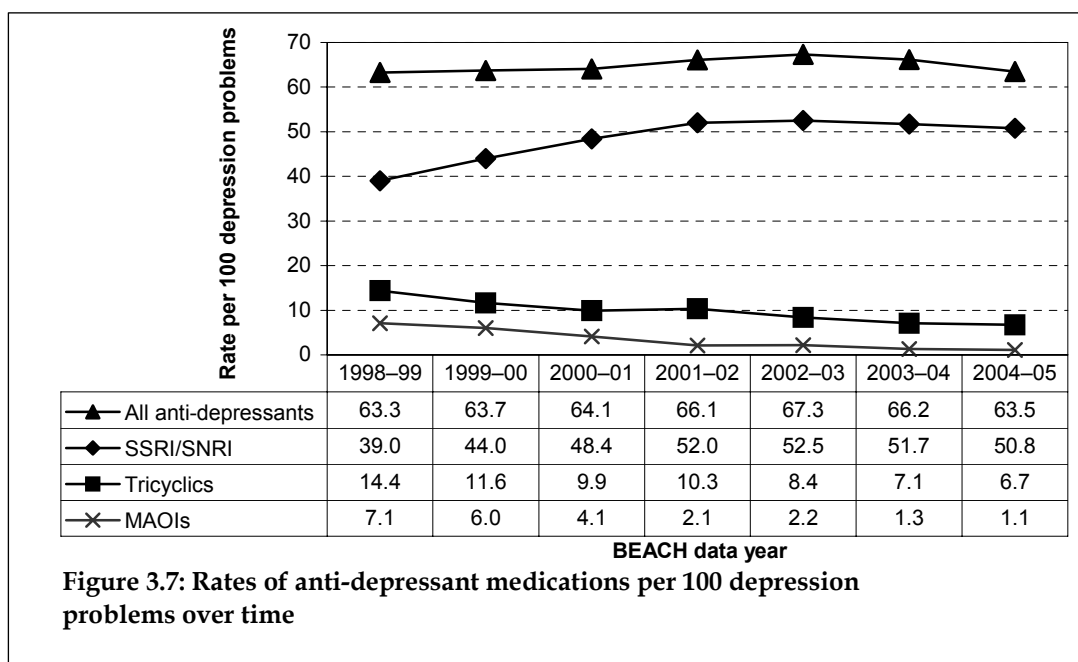 Rate per 100 depression problems
70
60
50
40
30
20
10
0
1998–99 1999–00 2000–01 2001–02 2002–03 2003–04 2004–05
All anti-depressants 63.3 63.7 64.1 66.1 67.3 66.2 63.5
SSRI/SNRI 39.0 44.0 48.4 52.0 52.5 51.7 50.8
Tricyclics 14.4 11.6 9.9 10.3 8.4 7.1 6.7
MAOIs 7.1 6.0 4.1 2.1 2.2 1.3 1.1
BEACH data year
Figure 3.7: Rates of anti-depressant medications per 100 depression
problems over time